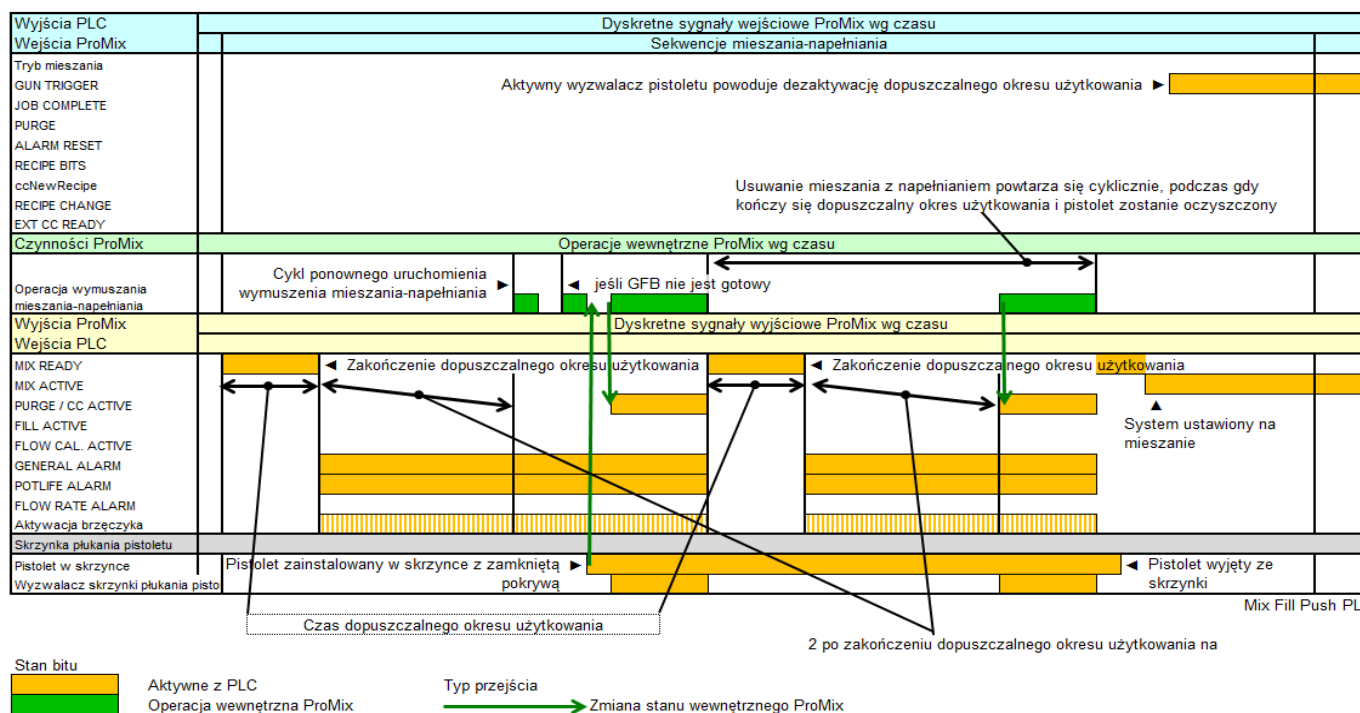 Wyjścia PLC
Dyskretne sygnały wejściowe ProMix wg czasu
Wejścia ProMix
Sekwencje mieszania-napełniania
Tryb mieszania
GUN TRIGGER
Aktywny wyzwalacz pistoletu powoduje dezaktywację dopuszczalnego okresu użytkowania
JOB COMPLETE
PURGE
ALARM RESET
RECIPE BITS
ccNewRecipe
RECIPE CHANGE
EXT CC READY
Usuwanie mieszania z napełnianiem powtarza się cyklicznie, podczas gdy
kończy się dopuszczalny okres użytkowania i pistolet zostanie oczyszczony
Czynności ProMix
Operacje wewnętrzne ProMix wg czasu
Operacja wymuszania
mieszania-napełniania
Cykl ponownego uruchomienia
wymuszenia mieszania-napełniania
jeśli GFB nie jest gotowy
Wyjścia ProMix
Dyskretne sygnały wyjściowe ProMix wg czasu
Wejścia PLC
MIX READY
Zakończenie dopuszczalnego okresu użytkowania
Zakończenie dopuszczalnego okresu użytkowania
MIX ACTIVE
PURGE / CC ACTIVE
FILL ACTIVE
FLOW CAL. ACTIVE
System ustawiony na
mieszanie
GENERAL ALARM
POTLIFE ALARM
FLOW RATE ALARM
Aktywacja brzęczyka
Skrzynka płukania pistoletu
Pistolet w skrzynce
Pistolet zainstalowany w skrzynce z zamkniętą
pokrywą
Pistolet wyjęty ze
skrzynki
Wyzwalacz skrzynki płukania pisto
Mix Fill Push PL
Czas dopuszczalnego okresu użytkowania
2 po zakończeniu dopuszczalnego okresu użytkowania na
Stan bitu
Aktywne z PLC
Operacja wewnętrzna ProMix
Typ przejścia
Zmiana stanu wewnętrznego ProMix